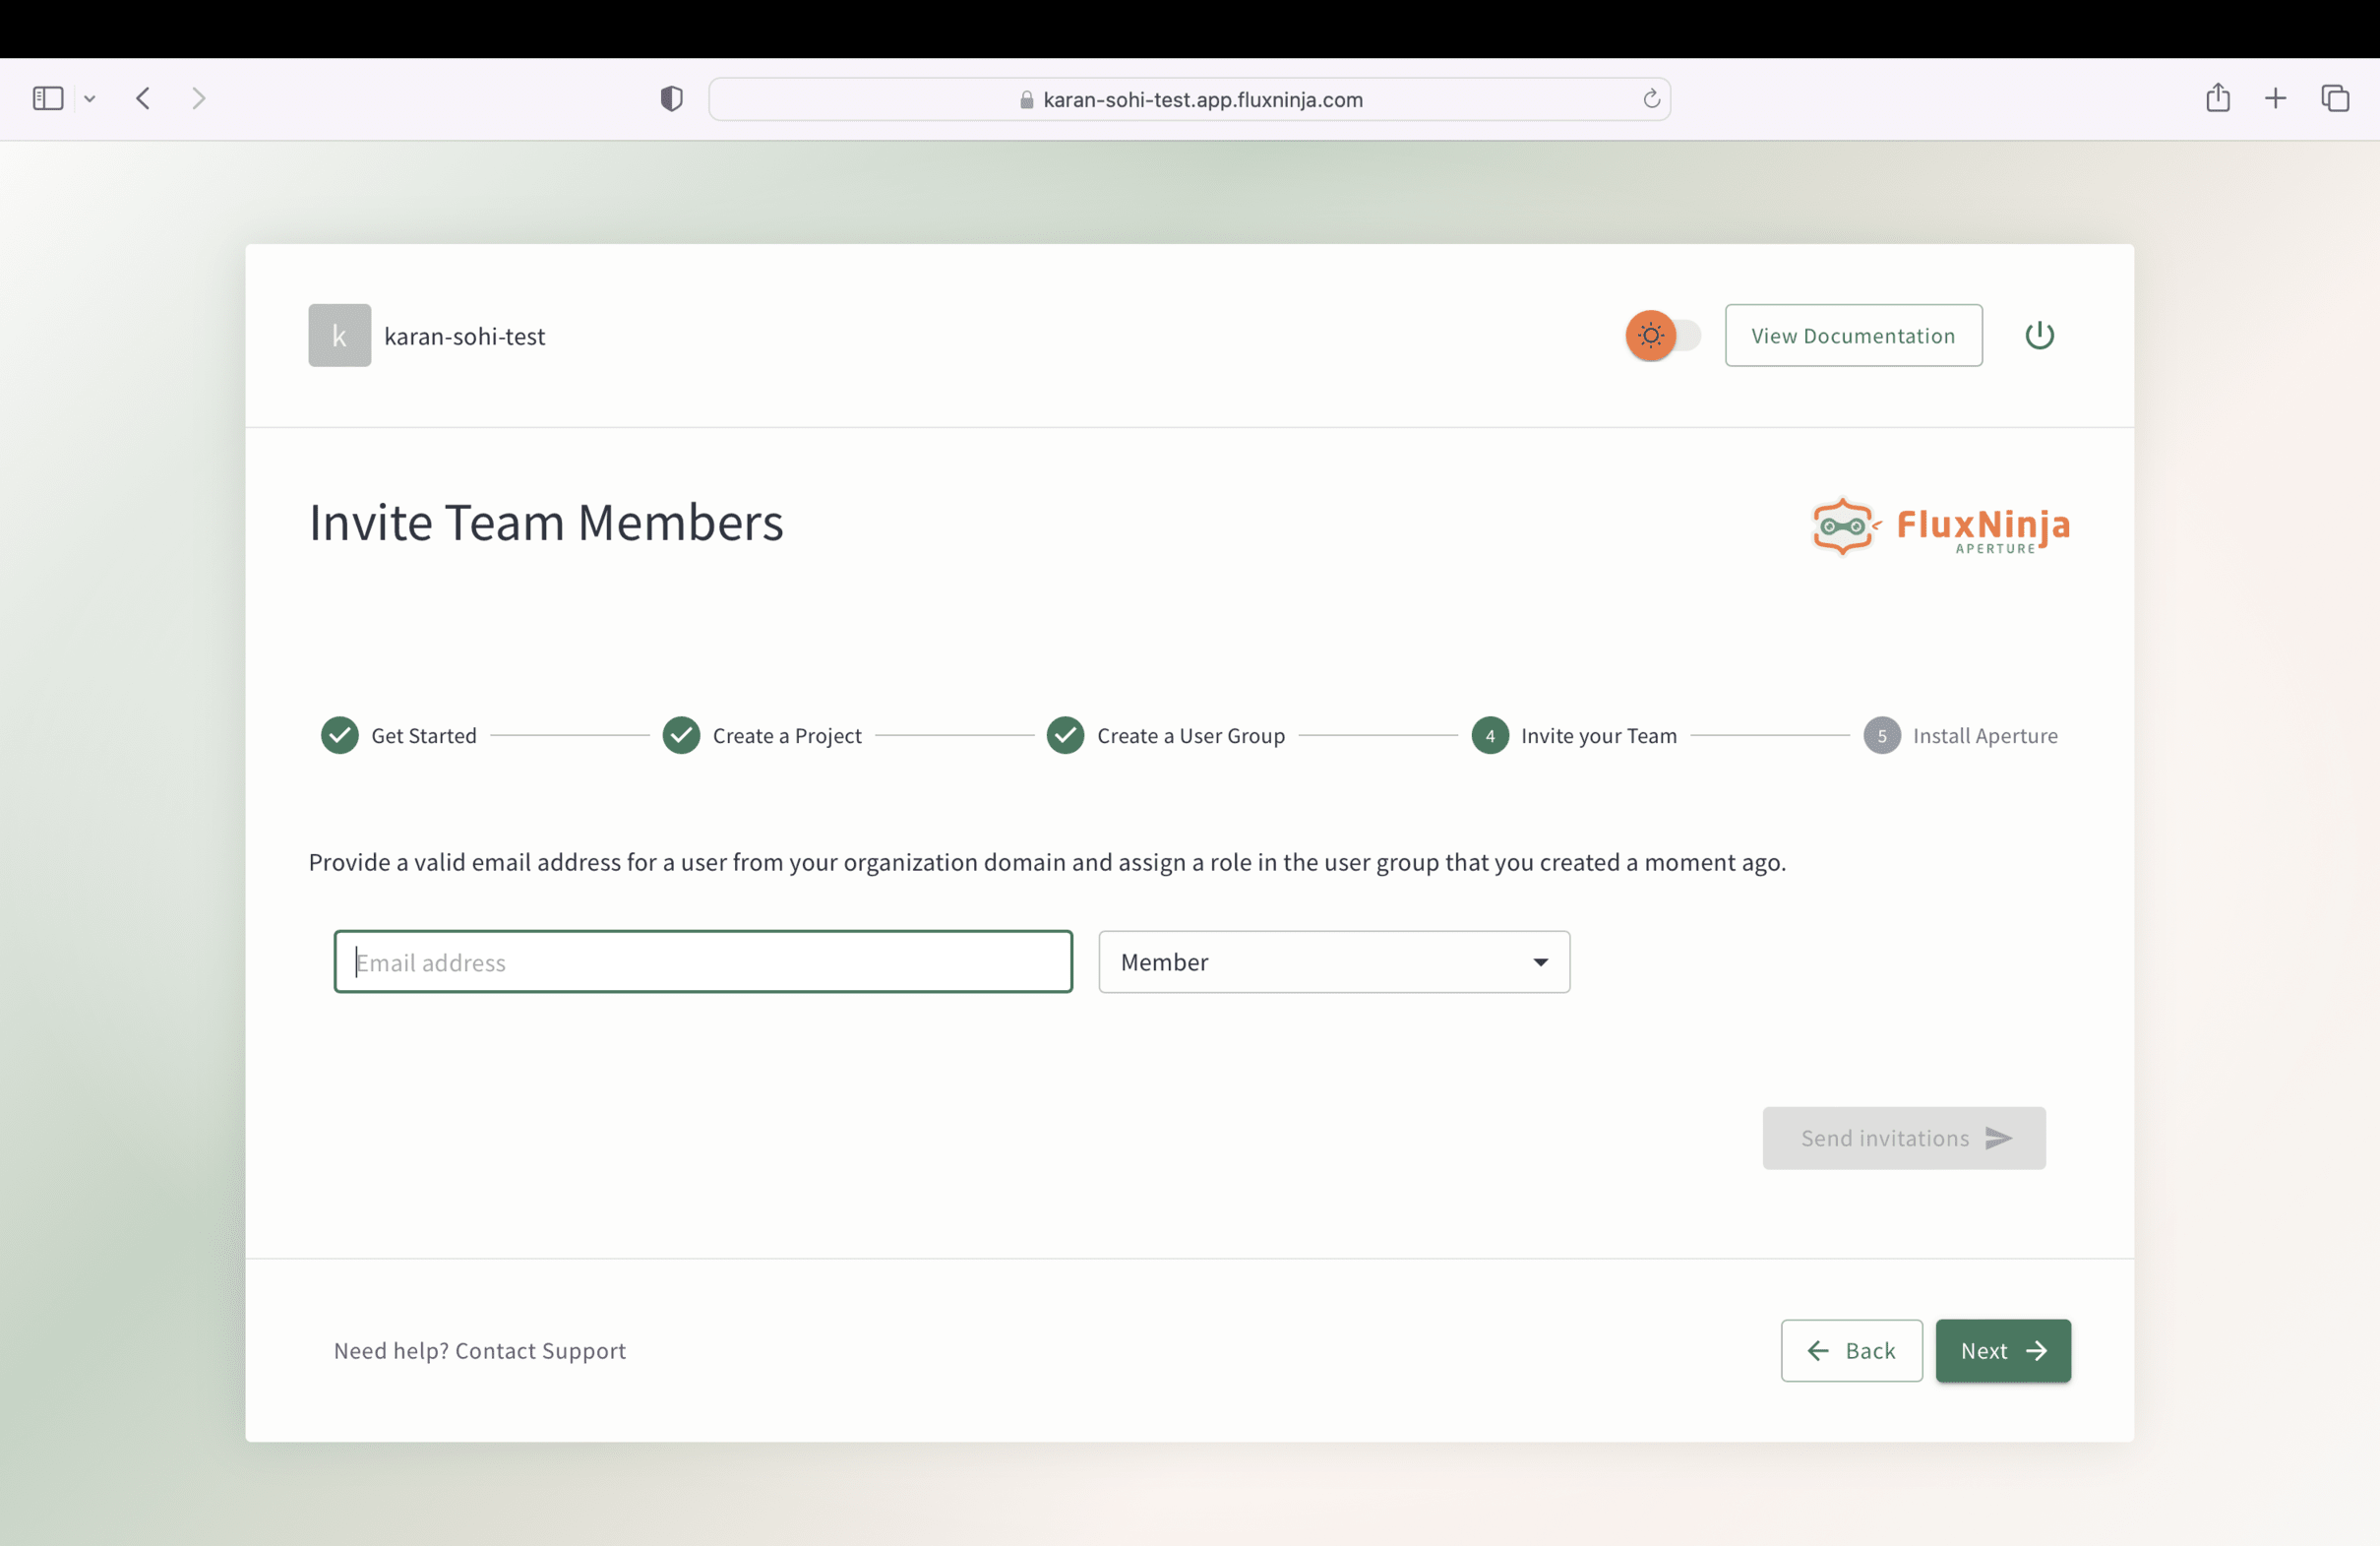 karan-sohi-test.app.fluxninja.com
k karan-sohi-test
View Documentation
Invite Team Members
FluxNinja
APERTURE
Get Started Create a Project Create a User Group 4 Invite your Team 5 Install Aperture
Provide a valid email address for a user from your organization domain and assign a role in the user group that you created a moment ago.
Email address Member
Send invitations
Need help? Contact Support Back Next